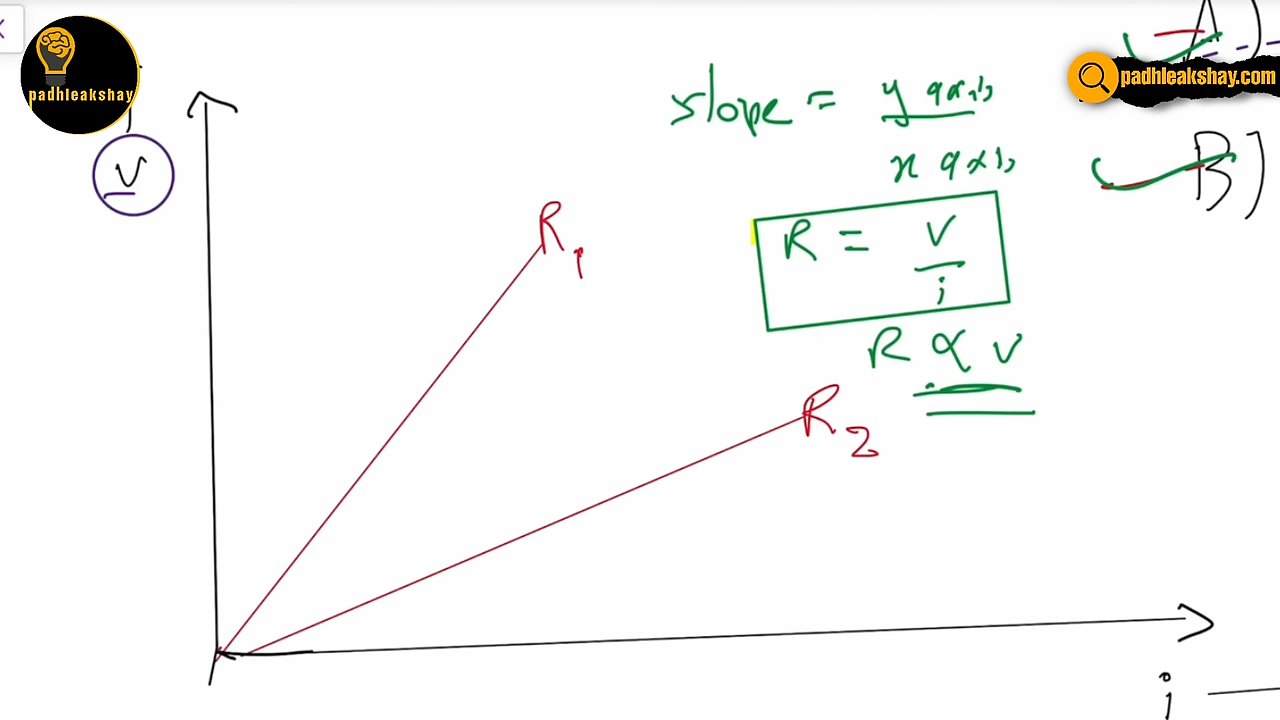 padhleakshay
padhleakshay.com
A)
B)
V
slope = y axis
x axis
R = V
i
R ∝ V
R1
R2
i